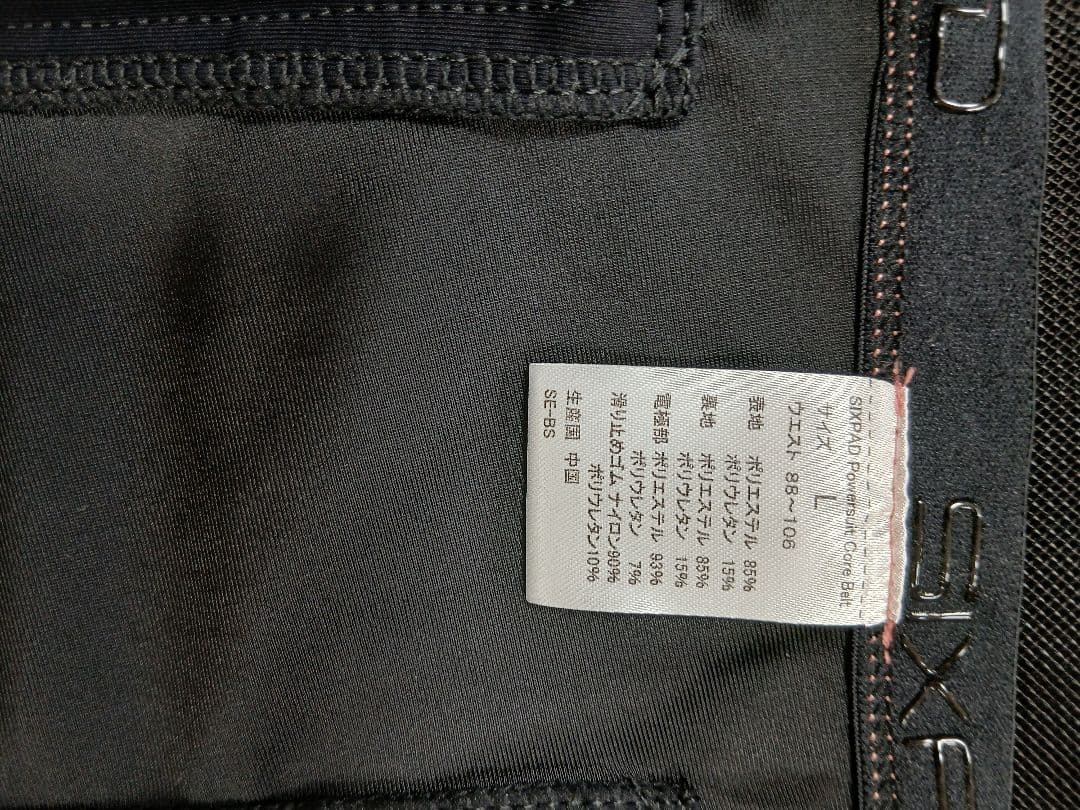 SIXPAD Powersuit Core Belt
サイズ L
ウエスト 88〜106
表地 ポリエステル 85%
ポリウレタン 15%
裏地 ポリエステル 85%
ポリウレタン 15%
電極部 ポリエステル 93%
ポリウレタン 7%
滑り止めゴム ナイロン90%
ポリウレタン10%
生産国 中国
SE-BS
D
SIXP